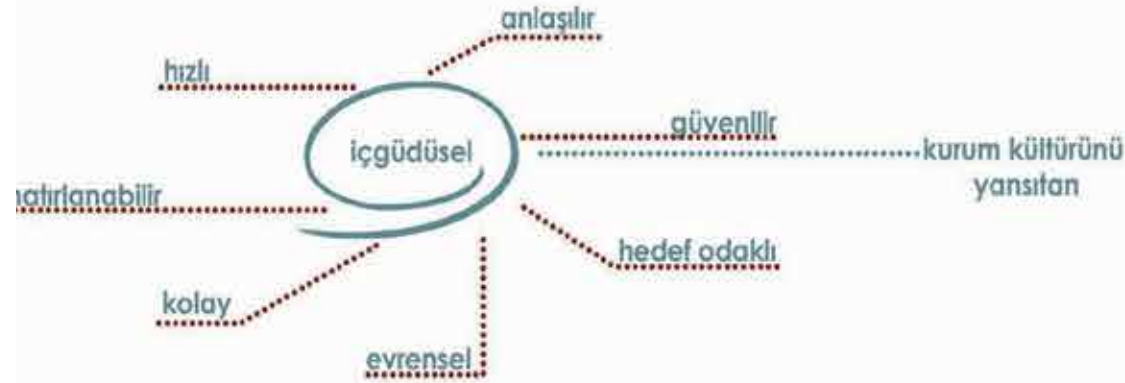 anlaşılır
hızlı
güvenilir
içgüdüsel
kurum kültürünü
yansıtan
hatırlanabilir
hedef odaklı
kolay
evrensel